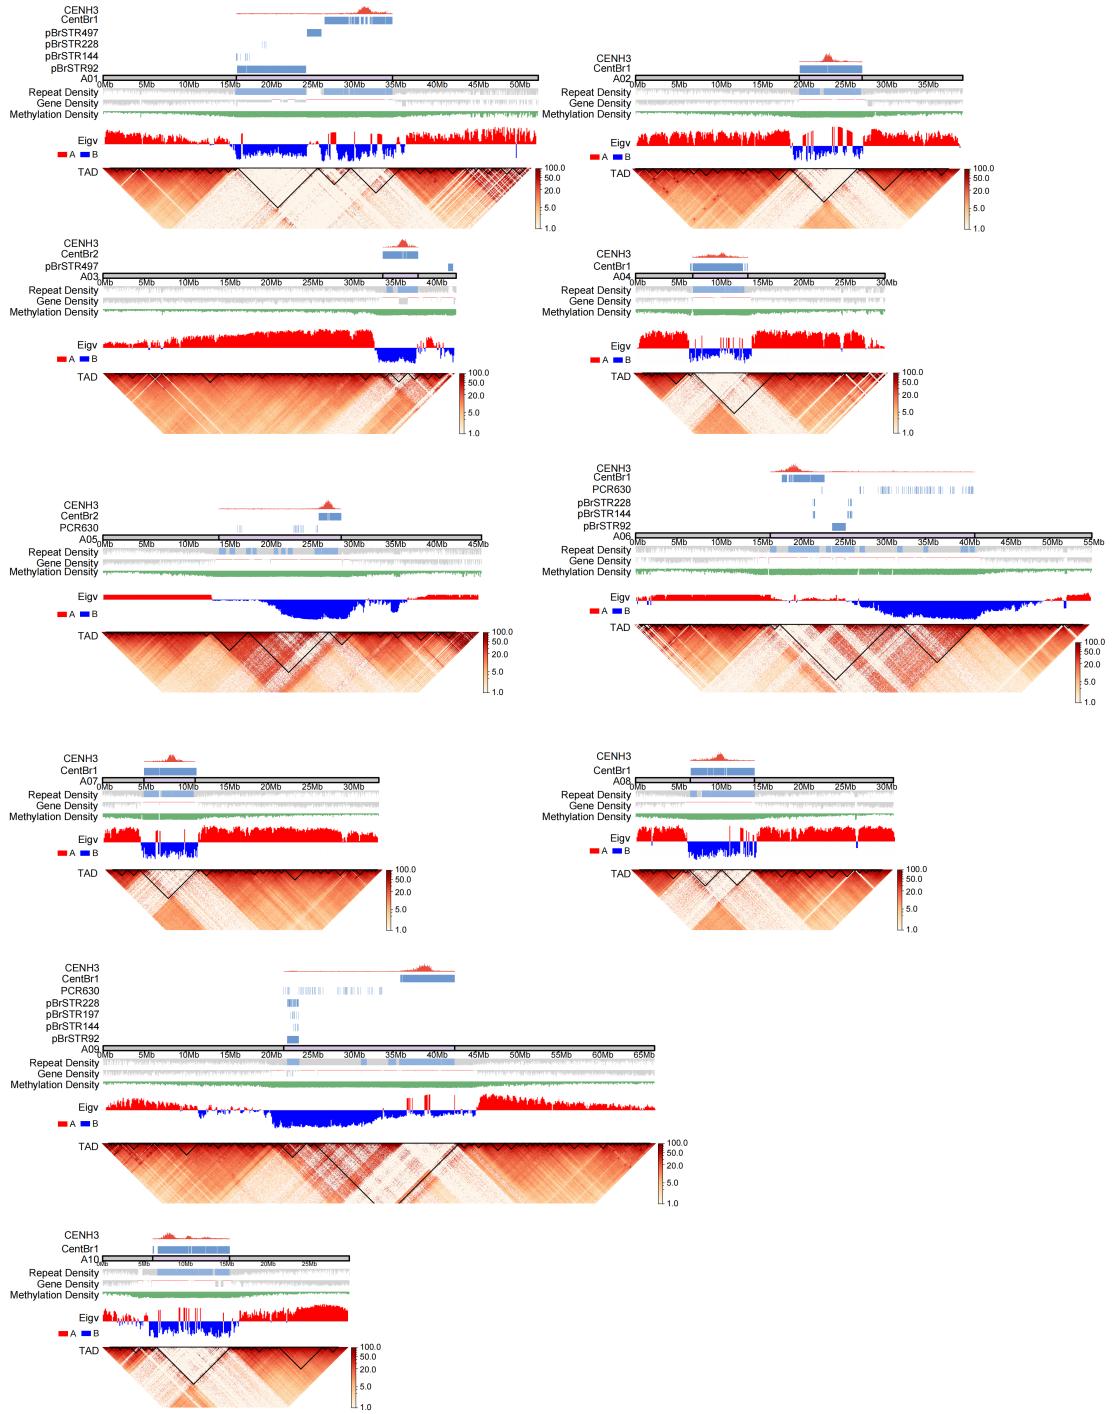 CENH3
CentBr1
pBrSTR497
pBrSTR228
pBrSTR144
pBrSTR92
A01
0Mb 5Mb 10Mb 15Mb 20Mb 25Mb 30Mb 35Mb 40Mb 45Mb 50Mb
Repeat Density
Gene Density
Methylation Density
Eigv
A B
TAD
100.0
50.0
20.0
5.0
1.0
CENH3
CentBr1
A02
0Mb 5Mb 10Mb 15Mb 20Mb 25Mb 30Mb 35Mb
Repeat Density
Gene Density
Methylation Density
Eigv
A B
TAD
100.0
50.0
20.0
5.0
1.0
CENH3
CentBr2
pBrSTR497
A03
0Mb 5Mb 10Mb 15Mb 20Mb 25Mb 30Mb 35Mb 40Mb
Repeat Density
Gene Density
Methylation Density
Eigv
A B
TAD
100.0
50.0
20.0
5.0
1.0
CENH3
CentBr1
A04
0Mb 5Mb 10Mb 15Mb 20Mb 25Mb 30Mb
Repeat Density
Gene Density
Methylation Density
Eigv
A B
TAD
100.0
50.0
20.0
5.0
1.0
CENH3
CentBr2
PCR630
A05
0Mb 5Mb 10Mb 15Mb 20Mb 25Mb 30Mb 35Mb 40Mb 45Mb
Repeat Density
Gene Density
Methylation Density
Eigv
A B
TAD
100.0
50.0
20.0
5.0
1.0
CENH3
CentBr1
PCR630
pBrSTR228
pBrSTR144
pBrSTR92
A06
0Mb 5Mb 10Mb 15Mb 20Mb 25Mb 30Mb 35Mb 40Mb 45Mb 50Mb 55Mb
Repeat Density
Gene Density
Methylation Density
Eigv
A B
TAD
100.0
50.0
20.0
5.0
1.0
CENH3
CentBr1
A07
0Mb 5Mb 10Mb 15Mb 20Mb 25Mb 30Mb
Repeat Density
Gene Density
Methylation Density
Eigv
A B
TAD
100.0
50.0
20.0
5.0
1.0
CENH3
CentBr1
A08
0Mb 5Mb 10Mb 15Mb 20Mb 25Mb 30Mb
Repeat Density
Gene Density
Methylation Density
Eigv
A B
TAD
100.0
50.0
20.0
5.0
1.0
CENH3
CentBr1
PCR630
pBrSTR228
pBrSTR197
pBrSTR144
pBrSTR92
A09
0Mb 5Mb 10Mb 15Mb 20Mb 25Mb 30Mb 35Mb 40Mb 45Mb 50Mb 55Mb 60Mb 65Mb
Repeat Density
Gene Density
Methylation Density
Eigv
A B
TAD
100.0
50.0
20.0
5.0
1.0
CENH3
CentBr1
A10
0Mb 5Mb 10Mb 15Mb 20Mb 25Mb
Repeat Density
Gene Density
Methylation Density
Eigv
A B
TAD
100.0
50.0
20.0
5.0
1.0